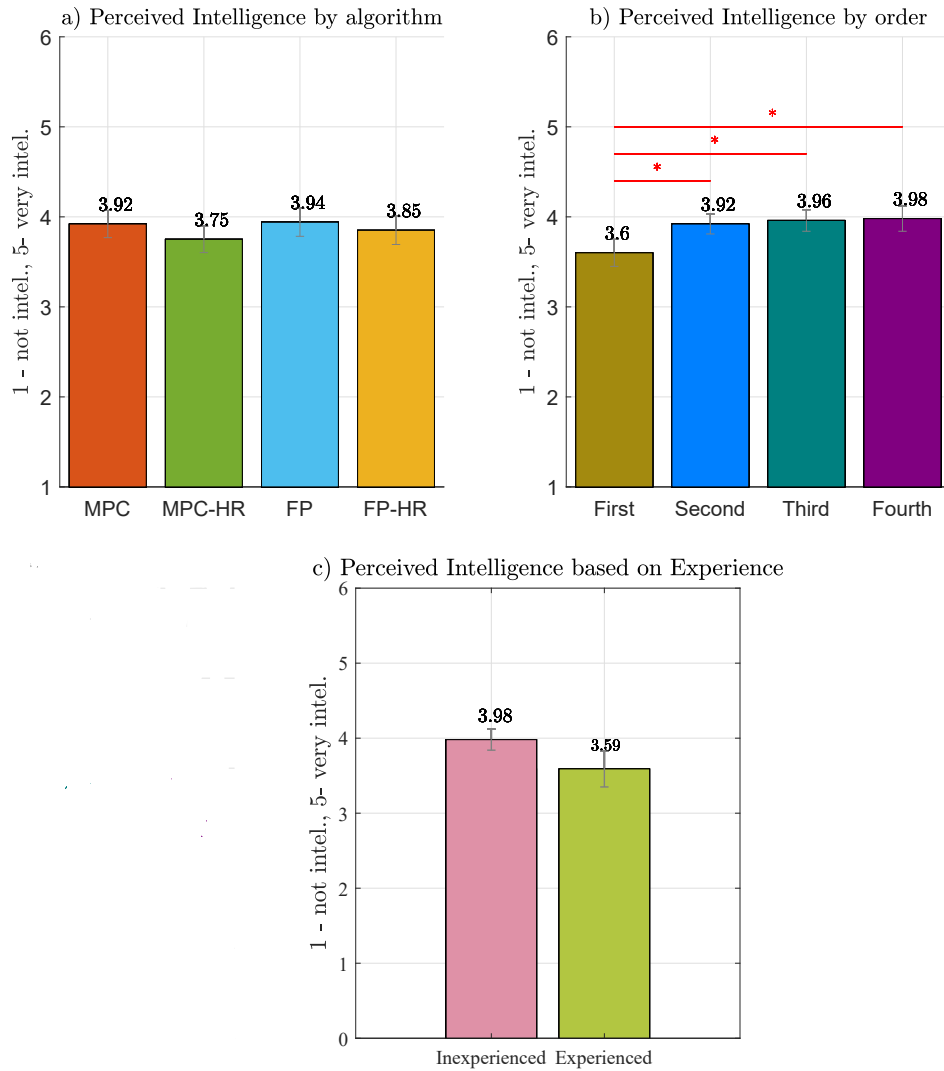 a) Perceived Intelligence by algorithm
1 - not intel., 5- very intel.
6
5
4
3
2
1
3.92
3.75
3.94
3.85
MPC
MPC-HR
FP
FP-HR
b) Perceived Intelligence by order
1 - not intel., 5- very intel.
6
5
4
3
2
1
*
*
*
3.6
3.92
3.96
3.98
First
Second
Third
Fourth
c) Perceived Intelligence based on Experience
1 - not intel., 5- very intel.
6
5
4
3
2
1
0
3.98
3.59
Inexperienced
Experienced